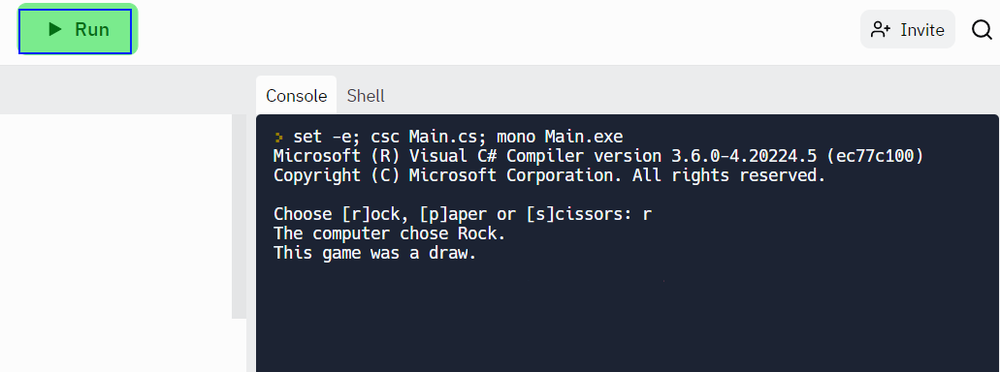 Run
Invite
Console Shell
> set -e; csc Main.cs; mono Main.exe
Microsoft (R) Visual C# Compiler version 3.6.0-4.20224.5 (ec77c100)
Copyright (C) Microsoft Corporation. All rights reserved.
Choose [r]ock, [p]aper or [s]cissors: r
The computer chose Rock.
This game was a draw.